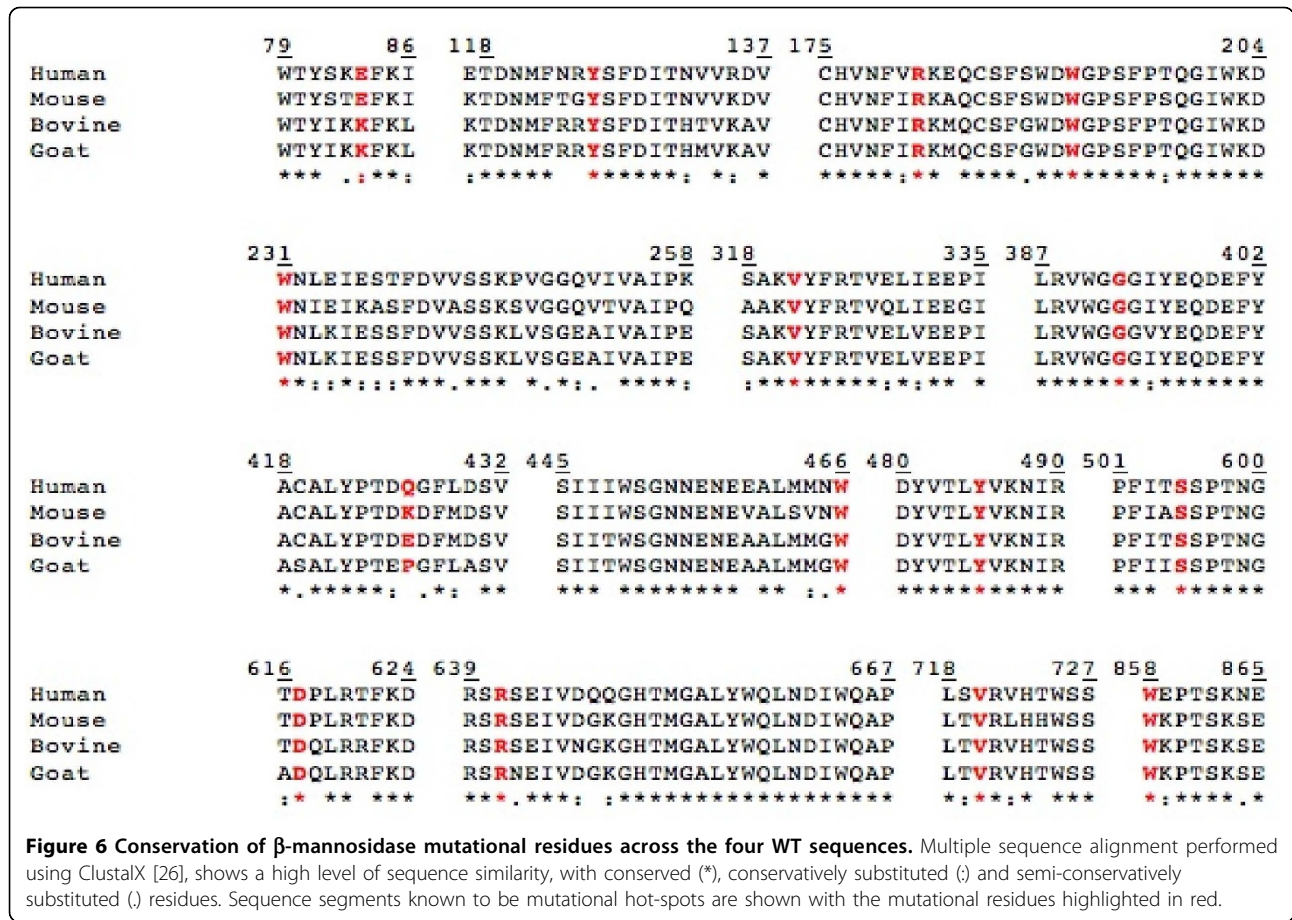 79 86 118 137 175 204
Human WTYSKEFKI ETDNMFNRYSFDITNVVRDV CHVNFVRKEQCSFSWDWGPSFPTQGIWKD
Mouse WTYSTEFKI KTDNMFTGYSFDITNVVKDV CHVNFIRKAQCSFSWDWGPSFPSQGIWKD
Bovine WTYIKKFKL KTDNMFRRYSFDITHTVKAV CHVNFIRKMQCSFGWDWGPSFPTQGIWKD
Goat WTYIKKFKL KTDNMFRRYSFDITHMVKAV CHVNFIRKMQCSFGWDWGPSFPTQGIWKD
*** .:**: :***** *******: *: * *****:** ****.*********:*******
231 258 318 335 387 402
Human WNLEIESTFDVVSSKPVGGQVIVAIPK SAKVYFRTVELIEEPI LRVWGGGIYEQDEFY
Mouse WNIEIKASFDVASSKSVGGQVTVAIPQ AAKVYFRTVQLIEEGI LRVWGGGIYEQDEFY
Bovine WNLKIESSFDVVSSKLVSGEAIVAIPE SAKVYFRTVELVEEPI LRVWGGGVYEQDEFY
Goat WNLKIESSFDVVSSKLVSGEAIVAIPE SAKVYFRTVELVEEPI LRVWGGGIYEQDEFY
**::*:::***.*** *.*:. ****: :*********:*:** * ********:*******
418 432 445 466 480 490 501 600
Human ACALYPTDQGFLDSV SIIIWSGNNENEEALMMNW DYVTLYVKNIR PFITSSPTNG
Mouse ACALYPTDKDFMDSV SIIIWSGNNENEVALSVNW DYVTLYVKNIR PFIASSPTNG
Bovine ACALYPTDEDFMDSV SIITWSGNNENEAALMMGW DYVTLYVKNIR PFITSSPTNG
Goat ASALYPTEPGFLASV SIITWSGNNENEAALMMGW DYVTLYVKNIR PFIISSPTNG
*.*****: .*: ** *** ******** ** :.* *********** *** ******
616 624 639 667 718 727 858 865
Human TDPLRTFKD RSRSEIVDQQGHTMGALYWQLNDIWQAP LSVRVHTWSS WEPTSKNE
Mouse TDPLRTFKD RSRSEIVDGKGHTMGALYWQLNDIWQAP LTVRLHHWSS WKPTSKSE
Bovine TDQLRRFKD RSRSEIVNGKGHTMGALYWQLNDIWQAP LTVRVHTWSS WKPTSKSE
Goat ADQLRRFKD RSRNEIVDGKGHTMGALYWQLNDIWQAP LTVRVHTWSS WKPTSKSE
:* ** *** ***.***: :****************** *:**:* *** *:****.*
Figure 6 Conservation of β-mannosidase mutational residues across the four WT sequences. Multiple sequence alignment performed
using ClustalX [26], shows a high level of sequence similarity, with conserved (*), conservatively substituted (:) and semi-conservatively
substituted (.) residues. Sequence segments known to be mutational hot-spots are shown with the mutational residues highlighted in red.